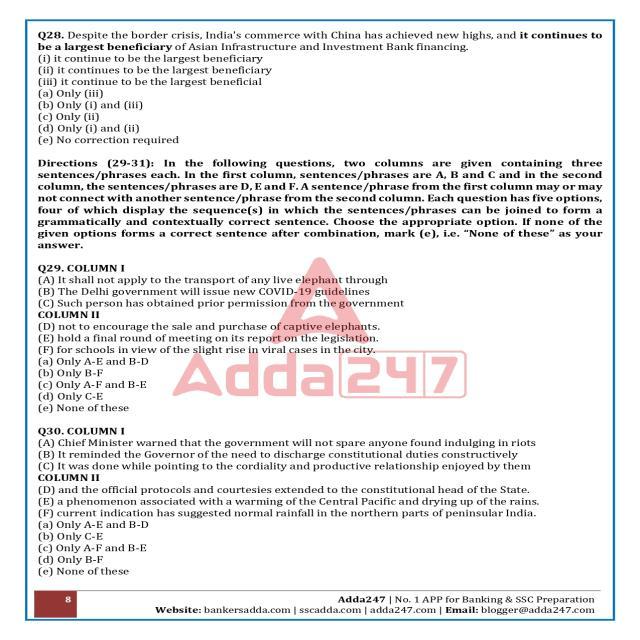 Q28. Despite the border crisis, India's commerce with China has achieved new highs, and it continues to
be a largest beneficiary of Asian Infrastructure and Investment Bank financing.
(i) it continue to be the largest beneficiary
(ii) it continues to be the largest beneficiary
(iii) it continue to be the largest beneficial
(a) Only (iii)
(b) Only (i) and (iii)
(c) Only (ii)
(d) Only (i) and (ii)
(e) No correction required
Directions (29-31): In the following questions, two columns are given containing three
sentences/phrases each. In the first column, sentences/phrases are A, B and C and in the second
column, the sentences/phrases are D, E and F. A sentence/phrase from the first column may or may
not connect with another sentence/phrase from the second column. Each question has five options,
four of which display the sequence(s) in which the sentences/phrases can be joined to form a
grammatically and contextually correct sentence. Choose the appropriate option. If none of the
given options forms a correct sentence after combination, mark (e), i.e. "None of these" as your
answer.
Q29. COLUMN I
(A) It shall not apply to the transport of any live elephant through
(B) The Delhi government will issue new COVID-19 guidelines
(C) Such person has obtained prior permission from the government
COLUMN II
(D) not to encourage the sale and purchase of captive elephants.
(E) hold a final round of meeting on its report on the legislation.
(F) for schools in view of the slight rise in viral cases in the city.
(a) Only A-E and B-D
(b) Only B-F
(c) Only A-F and B-E
(d) Only C-E
(e) None of these
Adda247
Q30. COLUMN I
(A) Chief Minister warned that the government will not spare anyone found indulging in riots
(B) It reminded the Governor of the need to discharge constitutional duties constructively
(C) It was done while pointing to the cordiality and productive relationship enjoyed by them
COLUMN II
(D) and the official protocols and courtesies extended to the constitutional head of the State.
(E) a phenomenon associated with a warming of the Central Pacific and drying up of the rains.
(F) current indication has suggested normal rainfall in the northern parts of peninsular India.
(a) Only A-E and B-D
(b) Only C-E
(c) Only A-F and B-E
(d) Only B-F
(e) None of these
8
Adda247 | No. 1 APP for Banking & SSC Preparation
Website: bankersadda.com | sscadda.com | adda247.com | Email: blogger@adda247.com